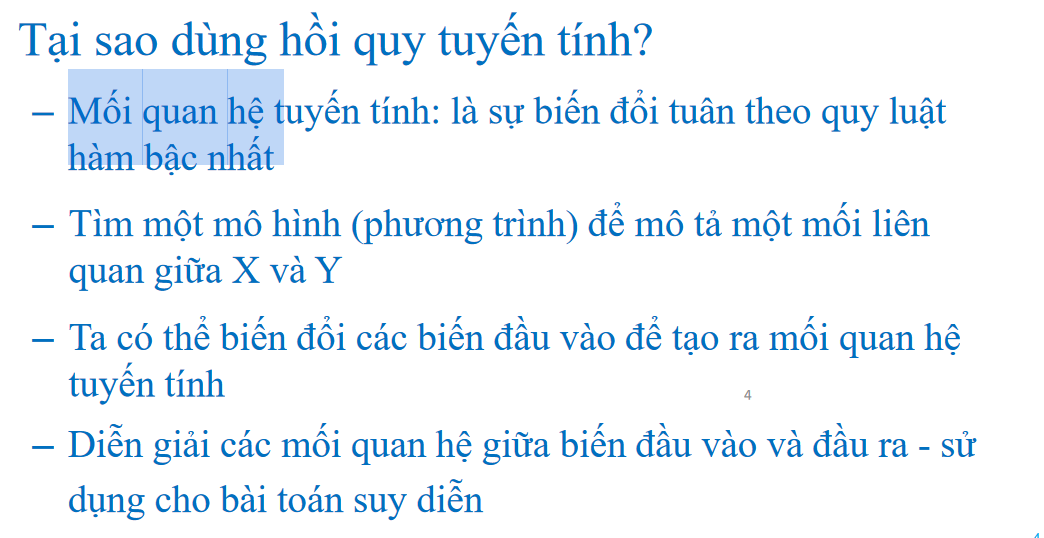 Tại sao dùng hồi quy tuyến tính?
– Mối quan hệ tuyến tính: là sự biến đổi tuân theo quy luật
hàm bậc nhất
– Tìm một mô hình (phương trình) để mô tả một mối liên
quan giữa X và Y
– Ta có thể biến đổi các biến đầu vào để tạo ra mối quan hệ
tuyến tính
4
– Diễn giải các mối quan hệ giữa biến đầu vào và đầu ra - sử
dụng cho bài toán suy diễn
4